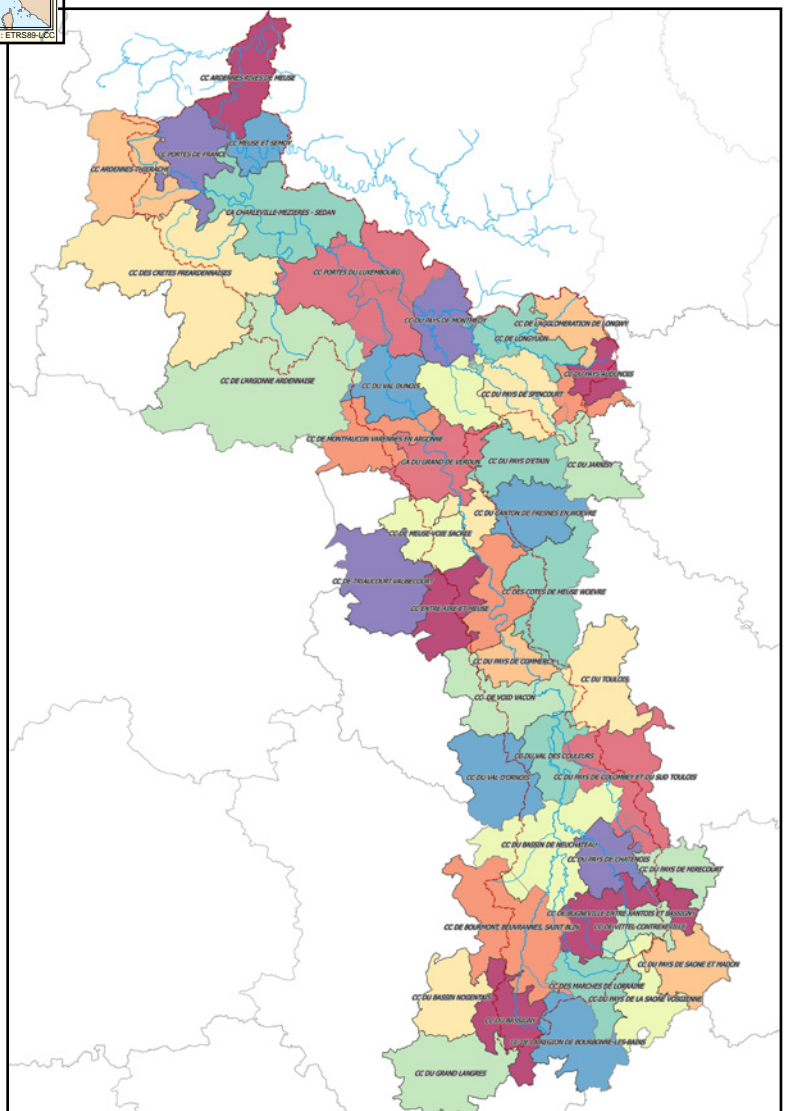 : ETRS89-LCC
CC ARDENNES RIVES DE MEUSE
CC MEUSE ET SEMOY
CC PORTES DE FRANCE
CC ARDENNES THIERACHE
CA CHARLEVILLE-MEZIERES - SEDAN
CC DES CRETES PREARDENNAISES
CC PORTES DU LUXEMBOURG
CC DU PAYS DE MONTMEDY
CC DE L'AGGLOMERATION DE LONGWY
CC DE LONGUYON
CC DU PAYS AUDUNOIS
CC DE L'ARGONNE ARDENNAISE
CC DU VAL DUNOIS
CC DU PAYS DE SPINCOURT
CC DE MONTFAUCON VARENNES EN ARGONNE
CA DU GRAND DE VERDUN
CC DU PAYS D'ETAIN
CC DU JARNISY
CC DU CANTON DE FRESNES EN WOEVRE
CC DE MEUSE-VOIE SACREE
CC DE TRIAUCOURT VAUBECOURT
CC DES COTES DE MEUSE WOEVRE
CC ENTRE AIRE ET MEUSE
CC DU PAYS DE COMMERCY
CC DU TOULOIS
CC DE VOID VACON
CC DU VAL DES COULEURS
CC DU VAL D'ORNOIS
CC DU PAYS DE COLOMBEY ET DU SUD TOULOIS
CC DU BASSIN DE NEUCHATEAU
CC DU PAYS DE CHATENOIS
CC DU PAYS DE MIRECOURT
CC DE BULGNEVILLE ENTRE XAINTOIS ET BASSIGNY
CC DE BOURMONT, BEUVRANNES, SAINT BLIN
CC DE VITTEL-CONTREXEVILLE
CC DU PAYS DE SAONE ET MADON
CC DES MARCHES DE LORRAINE
CC DU BASSIN NOGENTAIS
CC DU PAYS DE LA SAONE VOSGIENNE
CC DU BASSIGNY
CC DE LA REGION DE BOURBONNE-LES-BAINS
CC DU GRAND LANGRES